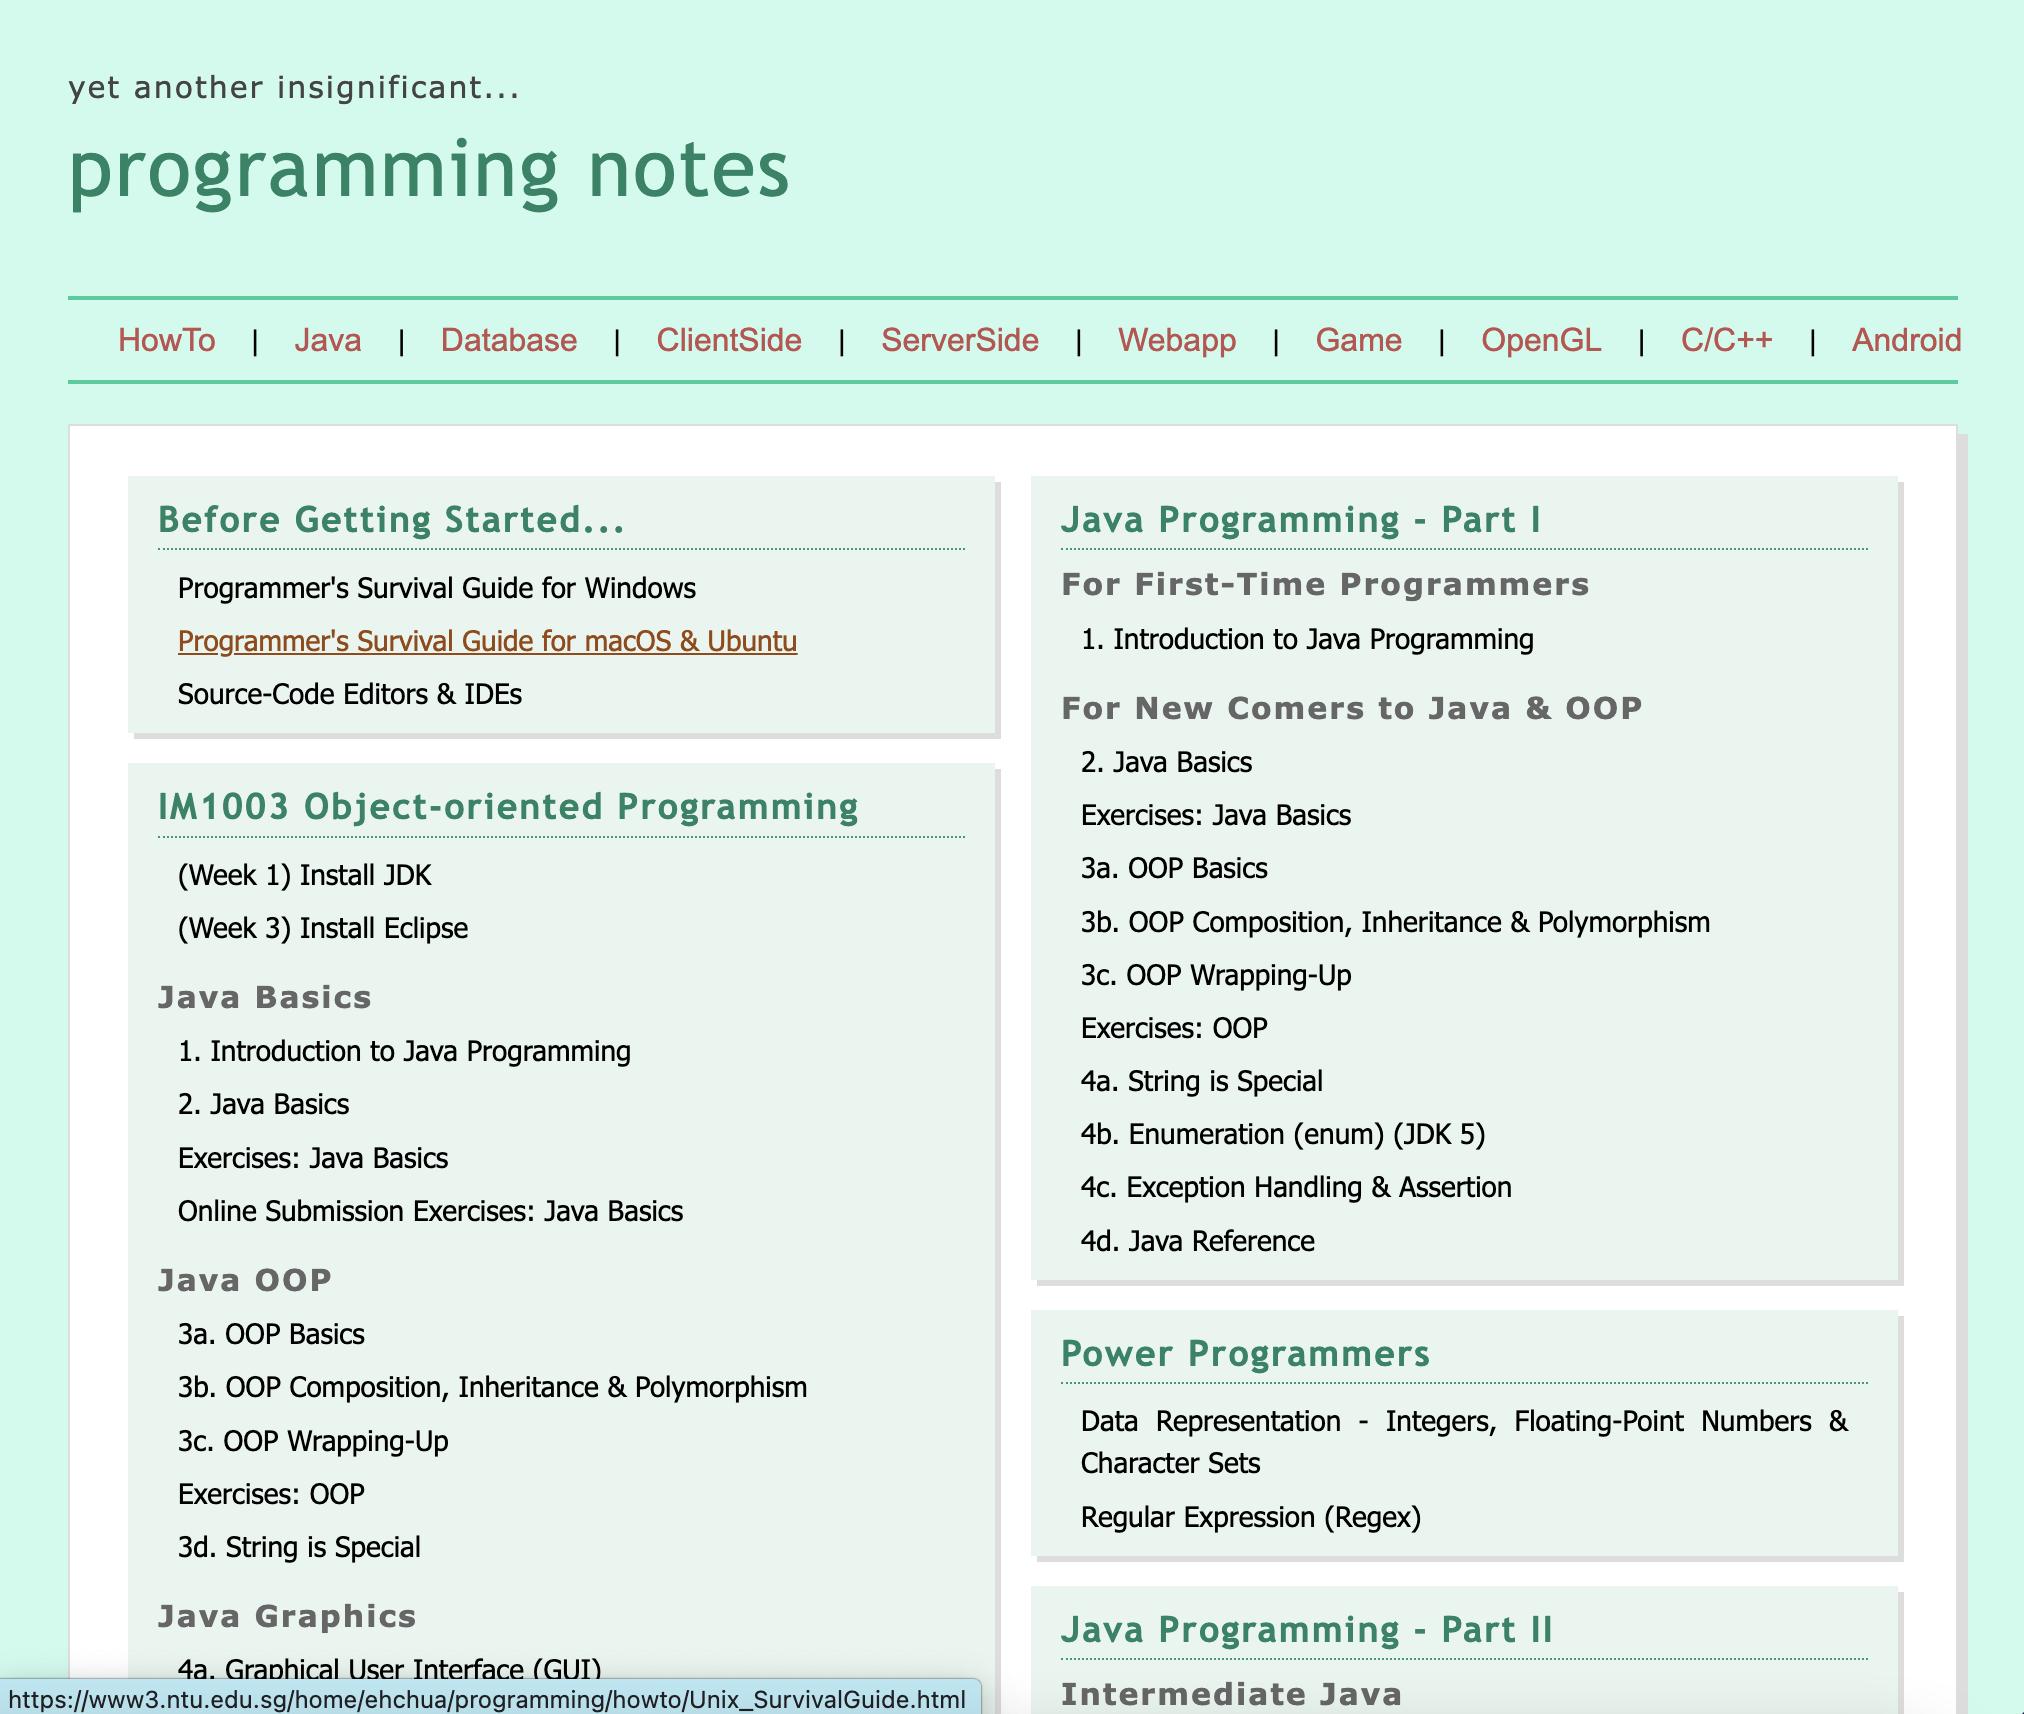 yet another insignificant...
programming notes
HowTo | Java | Database | ClientSide | ServerSide | Webapp | Game | OpenGL | C/C++ | Android
Before Getting Started...
Programmer's Survival Guide for Windows
Programmer's Survival Guide for macOS & Ubuntu
Source-Code Editors & IDEs
IM1003 Object-oriented Programming
(Week 1) Install JDK
(Week 3) Install Eclipse
Java Basics
1. Introduction to Java Programming
2. Java Basics
Exercises: Java Basics
Online Submission Exercises: Java Basics
Java OOP
3a. OOP Basics
3b. OOP Composition, Inheritance & Polymorphism
3c. OOP Wrapping-Up
Exercises: OOP
3d. String is Special
Java Graphics
4a. Graphical User Interface (GUI)
Java Programming - Part I
For First-Time Programmers
1. Introduction to Java Programming
For New Comers to Java & OOP
2. Java Basics
Exercises: Java Basics
3a. OOP Basics
3b. OOP Composition, Inheritance & Polymorphism
3c. OOP Wrapping-Up
Exercises: OOP
4a. String is Special
4b. Enumeration (enum) (JDK 5)
4c. Exception Handling & Assertion
4d. Java Reference
Power Programmers
Data Representation - Integers, Floating-Point Numbers &
Character Sets
Regular Expression (Regex)
Java Programming - Part II
Intermediate Java
https://www3.ntu.edu.sg/home/ehchua/programming/howto/Unix_SurvivalGuide.html